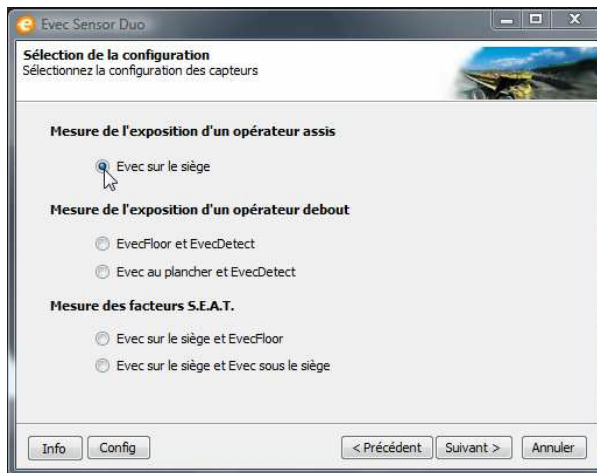 Evec Sensor Duo
Sélection de la configuration
Sélectionnez la configuration des capteurs
Mesure de l'exposition d'un opérateur assis
Evec sur le siège
Mesure de l'exposition d'un opérateur debout
EvecFloor et EvecDetect
Evec au plancher et EvecDetect
Mesure des facteurs S.E.A.T.
Evec sur le siège et EvecFloor
Evec sur le siège et Evec sous le siège
Info Config < Précédent Suivant > Annuler